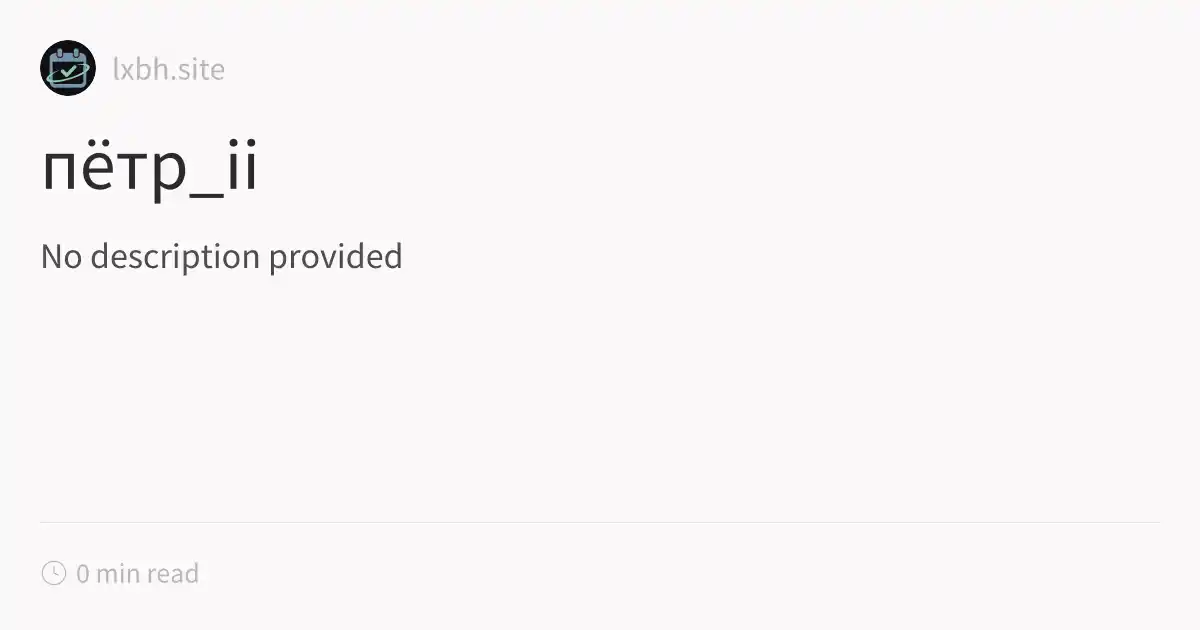 lxbh.site
пётр_ii
No description provided
0 min read